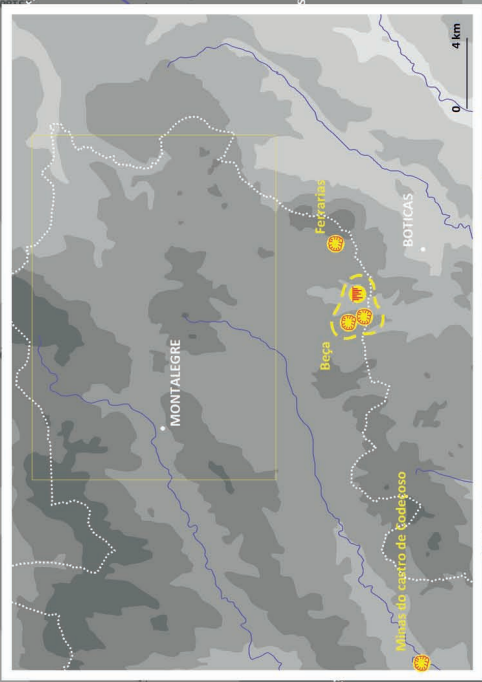 MONTALEGRE
Ferrarias
BOTICAS
Beça
Minas do castro de Codeçoso
0 4 km